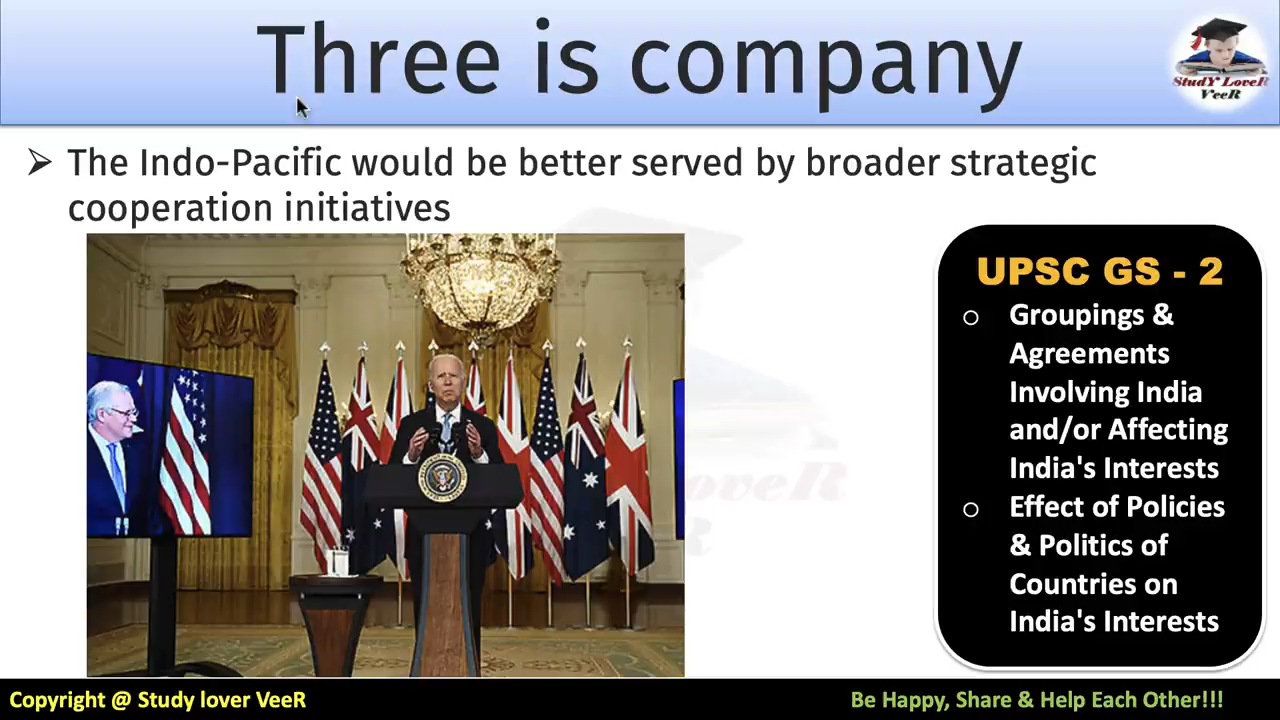 Three is company
StudY LoveR
VeeR
➢ The Indo-Pacific would be better served by broader strategic
cooperation initiatives
UPSC GS - 2
○ Groupings &
Agreements
Involving India
and/or Affecting
India's Interests
○ Effect of Policies
& Politics of
Countries on
India's Interests
Copyright @ Study lover VeeR
Be Happy, Share & Help Each Other!!!